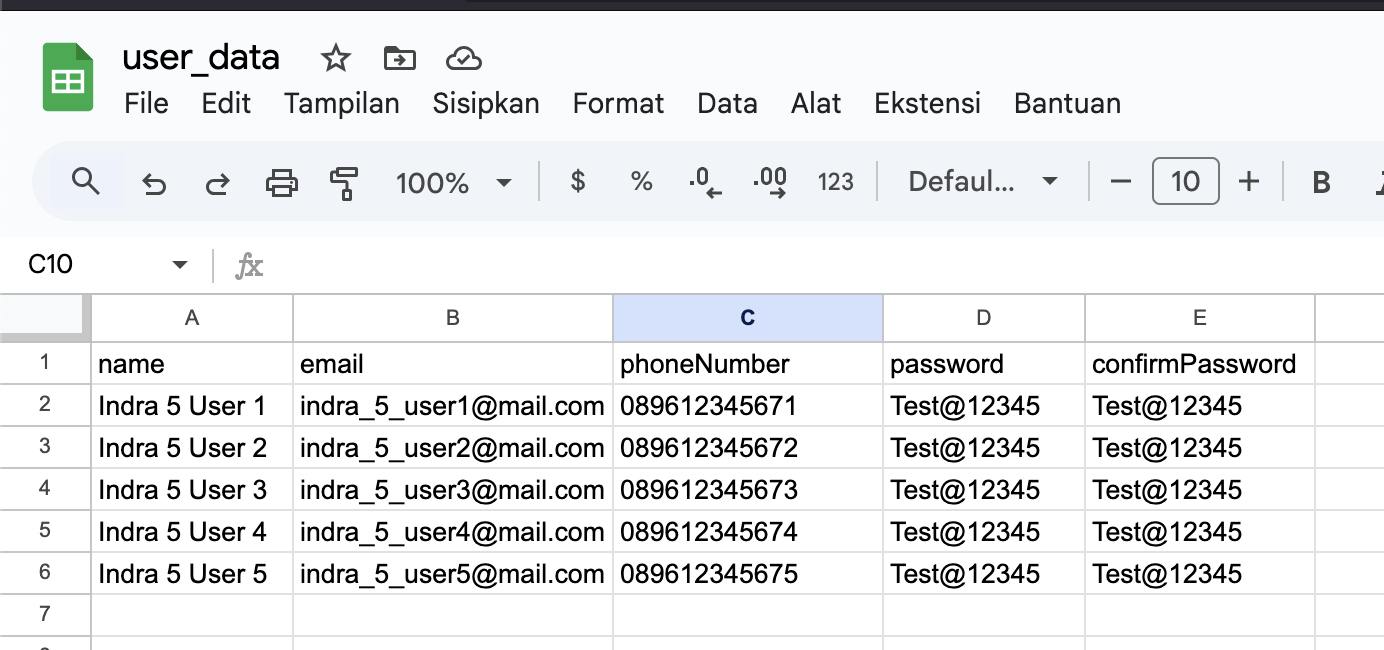 user_data
File Edit Tampilan Sisipkan Format Data Alat Ekstensi Bantuan
100% $ % .0 .00 123 Defaul... 10 B
C10 fx
A B C D E
1 name email phoneNumber password confirmPassword
2 Indra 5 User 1 indra_5_user1@mail.com 089612345671 Test@12345 Test@12345
3 Indra 5 User 2 indra_5_user2@mail.com 089612345672 Test@12345 Test@12345
4 Indra 5 User 3 indra_5_user3@mail.com 089612345673 Test@12345 Test@12345
5 Indra 5 User 4 indra_5_user4@mail.com 089612345674 Test@12345 Test@12345
6 Indra 5 User 5 indra_5_user5@mail.com 089612345675 Test@12345 Test@12345
7